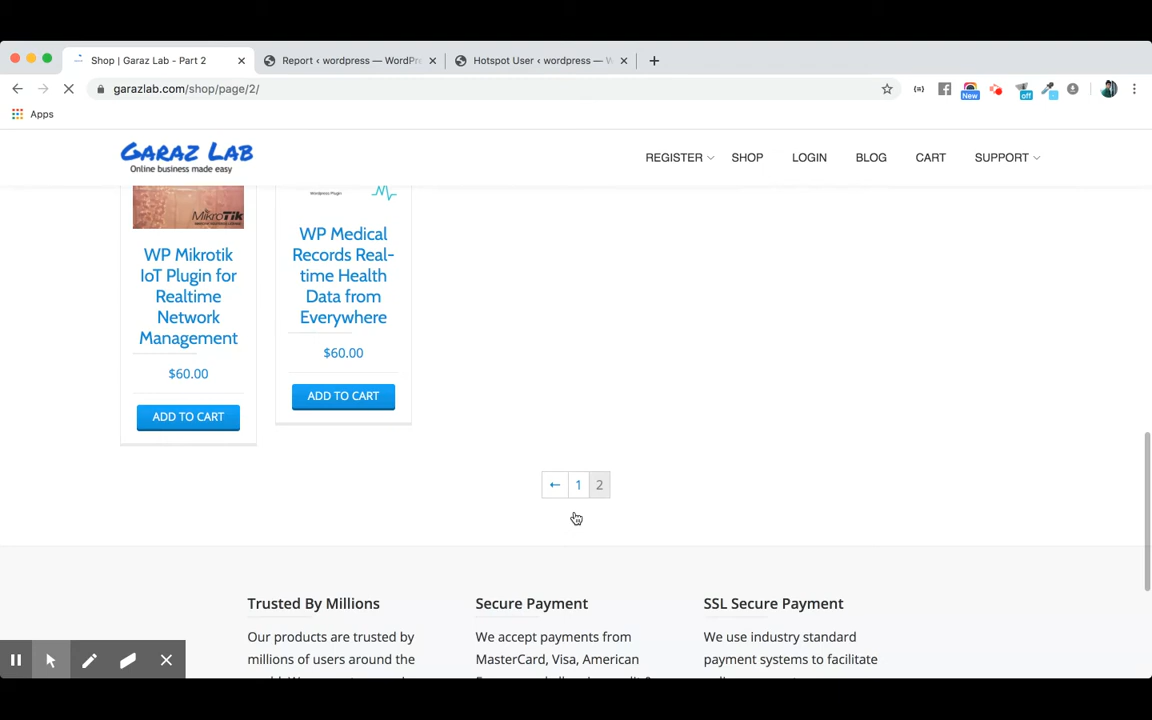 Shop | Garaz Lab - Part 2
Report ‹ wordpress — WordPr
Hotspot User ‹ wordpress — W
garazlab.com/shop/page/2/
New
off
Apps
GARAZ LAB
Online business made easy
REGISTER
SHOP
LOGIN
BLOG
CART
SUPPORT
MikroTik
Wordpress Plugin
WP Mikrotik
IoT Plugin for
Realtime
Network
Management
$60.00
ADD TO CART
WP Medical
Records Real-
time Health
Data from
Everywhere
$60.00
ADD TO CART
← 1 2
Trusted By Millions
Our products are trusted by
millions of users around the
Secure Payment
We accept payments from
MasterCard, Visa, American
SSL Secure Payment
We use industry standard
payment systems to facilitate